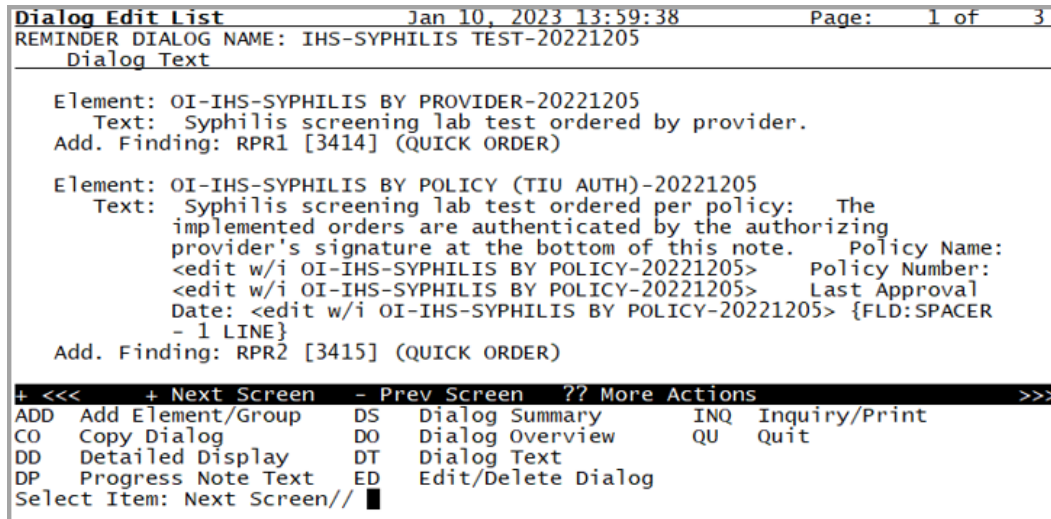 Dialog Edit List Jan 10, 2023 13:59:38 Page: 1 of 3
REMINDER DIALOG NAME: IHS-SYPHILIS TEST-20221205
Dialog Text
Element: OI-IHS-SYPHILIS BY PROVIDER-20221205
Text: Syphilis screening lab test ordered by provider.
Add. Finding: RPR1 [3414] (QUICK ORDER)
Element: OI-IHS-SYPHILIS BY POLICY (TIU AUTH)-20221205
Text: Syphilis screening lab test ordered per policy: The
implemented orders are authenticated by the authorizing
provider's signature at the bottom of this note. Policy Name:
<edit w/i OI-IHS-SYPHILIS BY POLICY-20221205> Policy Number:
<edit w/i OI-IHS-SYPHILIS BY POLICY-20221205> Last Approval
Date: <edit w/i OI-IHS-SYPHILIS BY POLICY-20221205> {FLD:SPACER
- 1 LINE}
Add. Finding: RPR2 [3415] (QUICK ORDER)
+ <<< + Next Screen - Prev Screen ?? More Actions >>>
ADD Add Element/Group DS Dialog Summary INQ Inquiry/Print
CO Copy Dialog DO Dialog Overview QU Quit
DD Detailed Display DT Dialog Text
DP Progress Note Text ED Edit/Delete Dialog
Select Item: Next Screen//